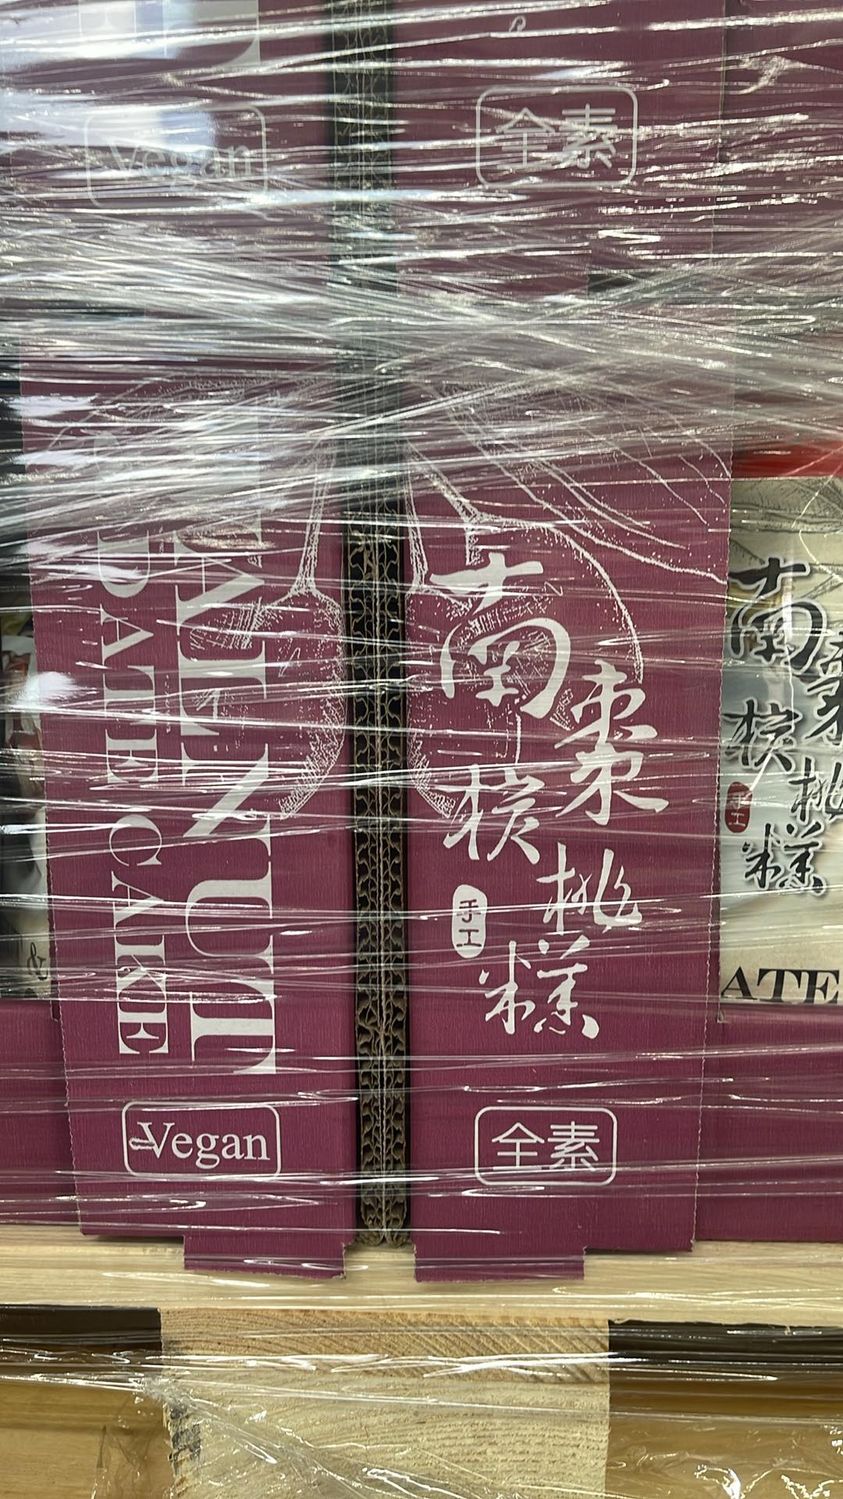 Vegan
全素
WALNUT
DATE CAKE
Vegan
南棗
核桃
糕
手工
全素
&
南棗
核桃
糕
手工
ATE